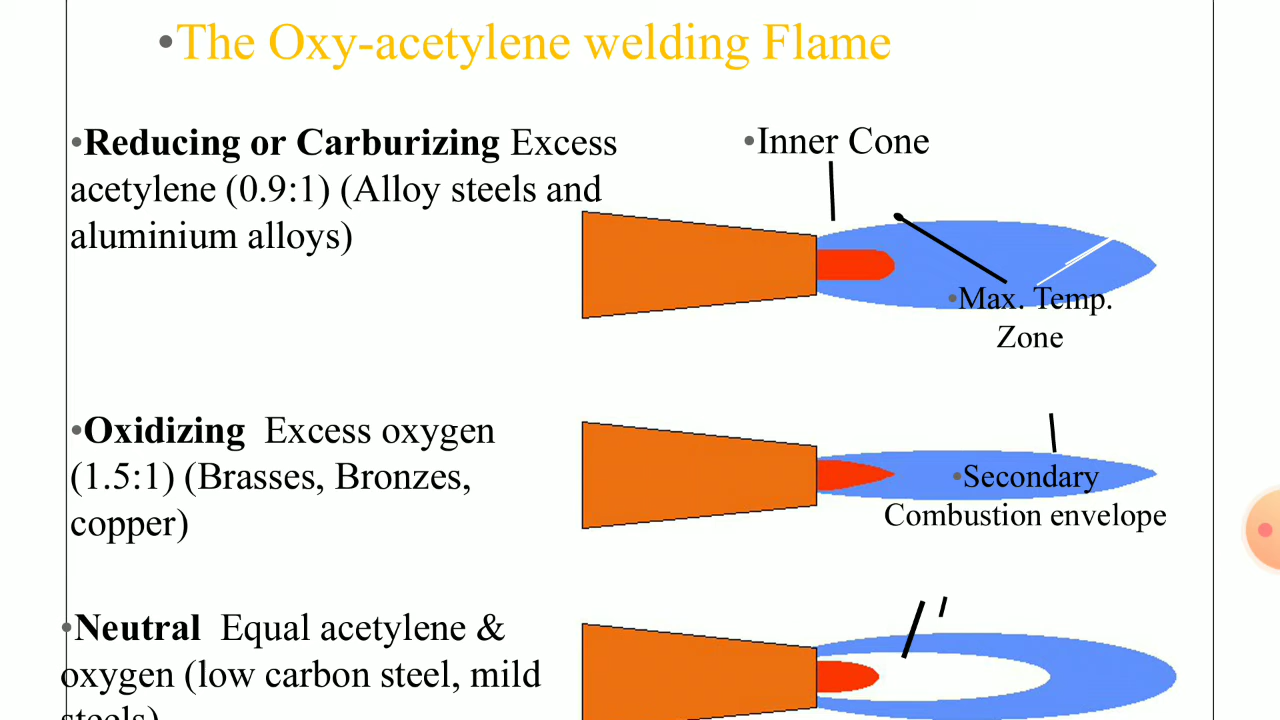 •The Oxy-acetylene welding Flame
•Reducing or Carburizing Excess
acetylene (0.9:1) (Alloy steels and
aluminium alloys)
•Inner Cone
•Max. Temp.
Zone
•Oxidizing  Excess oxygen
(1.5:1) (Brasses, Bronzes,
copper)
•Secondary
Combustion envelope
•Neutral  Equal acetylene &
oxygen (low carbon steel, mild
steels)